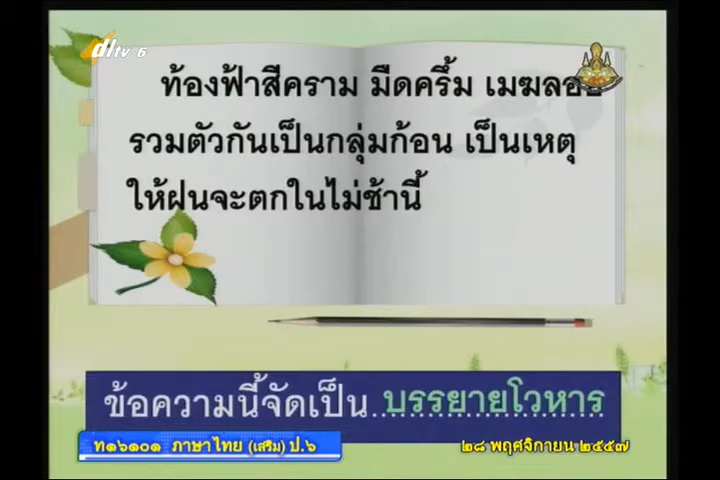 dltv 6
ท้องฟ้าสีคราม มืดครึ้ม เมฆลอย
รวมตัวกันเป็นกลุ่มก้อน เป็นเหตุ
ให้ฝนจะตกในไม่ช้านี้
ข้อความนี้จัดเป็น..บรรยายโวหาร
ท๑๖๑๐๑ ภาษาไทย (เสริม) ป.๖
๒๘ พฤศจิกายน ๒๕๕๗